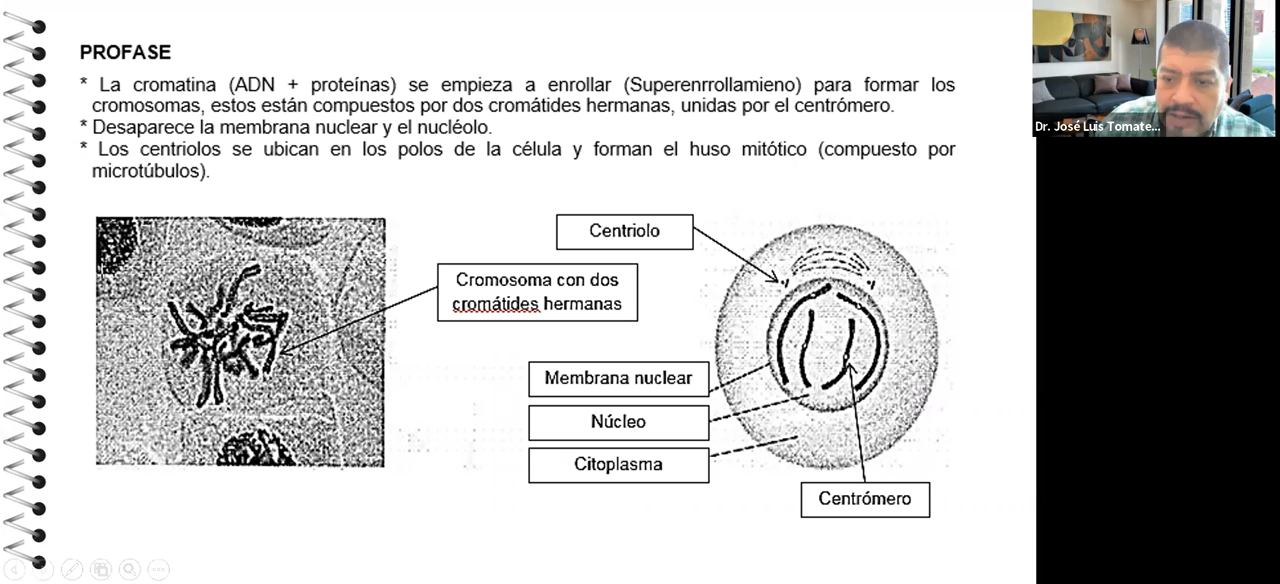 PROFASE
* La cromatina (ADN + proteínas) se empieza a enrollar (Superenrrollamieno) para formar los
cromosomas, estos están compuestos por dos cromátides hermanas, unidas por el centrómero.
* Desaparece la membrana nuclear y el nucléolo.
* Los centriolos se ubican en los polos de la célula y forman el huso mitótico (compuesto por
microtúbulos).
Centriolo
Cromosoma con dos
cromátides hermanas
Membrana nuclear
Núcleo
Citoplasma
Centrómero
Dr. José Luis Tomate...